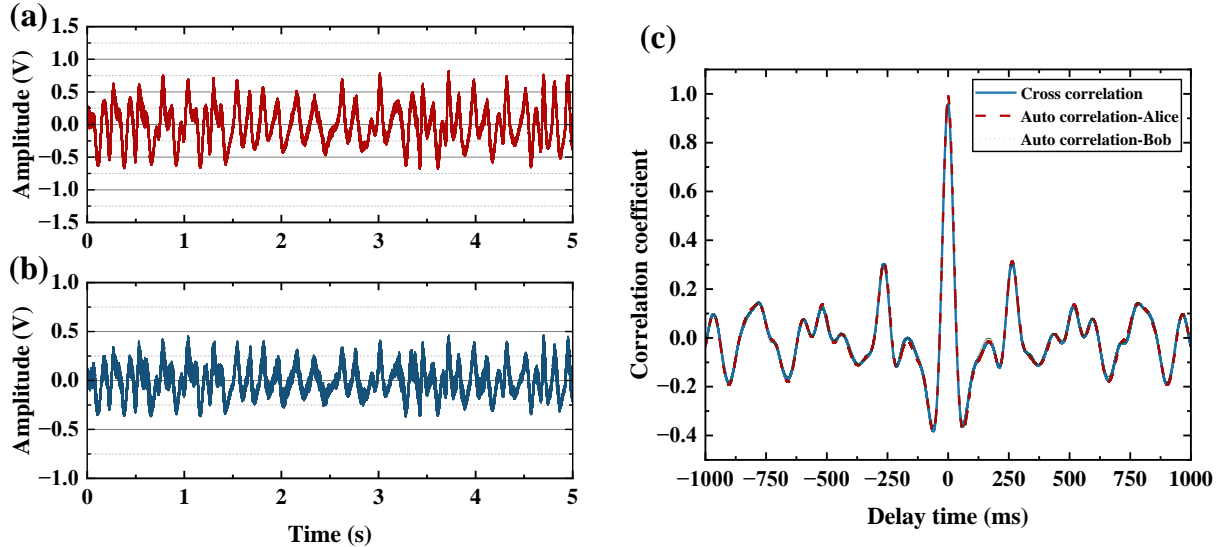 (a)
1.5
1.0
0.5
0.0
−0.5
−1.0
−1.5
Amplitude (V)
0 1 2 3 4 5
(b)
1.0
0.5
0.0
−0.5
−1.0
Amplitude (V)
0 1 2 3 4 5
Time (s)
(c)
Cross correlation
Auto correlation-Alice
Auto correlation-Bob
1.0
0.8
0.6
0.4
0.2
0.0
−0.2
−0.4
Correlation coefficient
−1000 −750 −500 −250 0 250 500 750 1000
Delay time (ms)